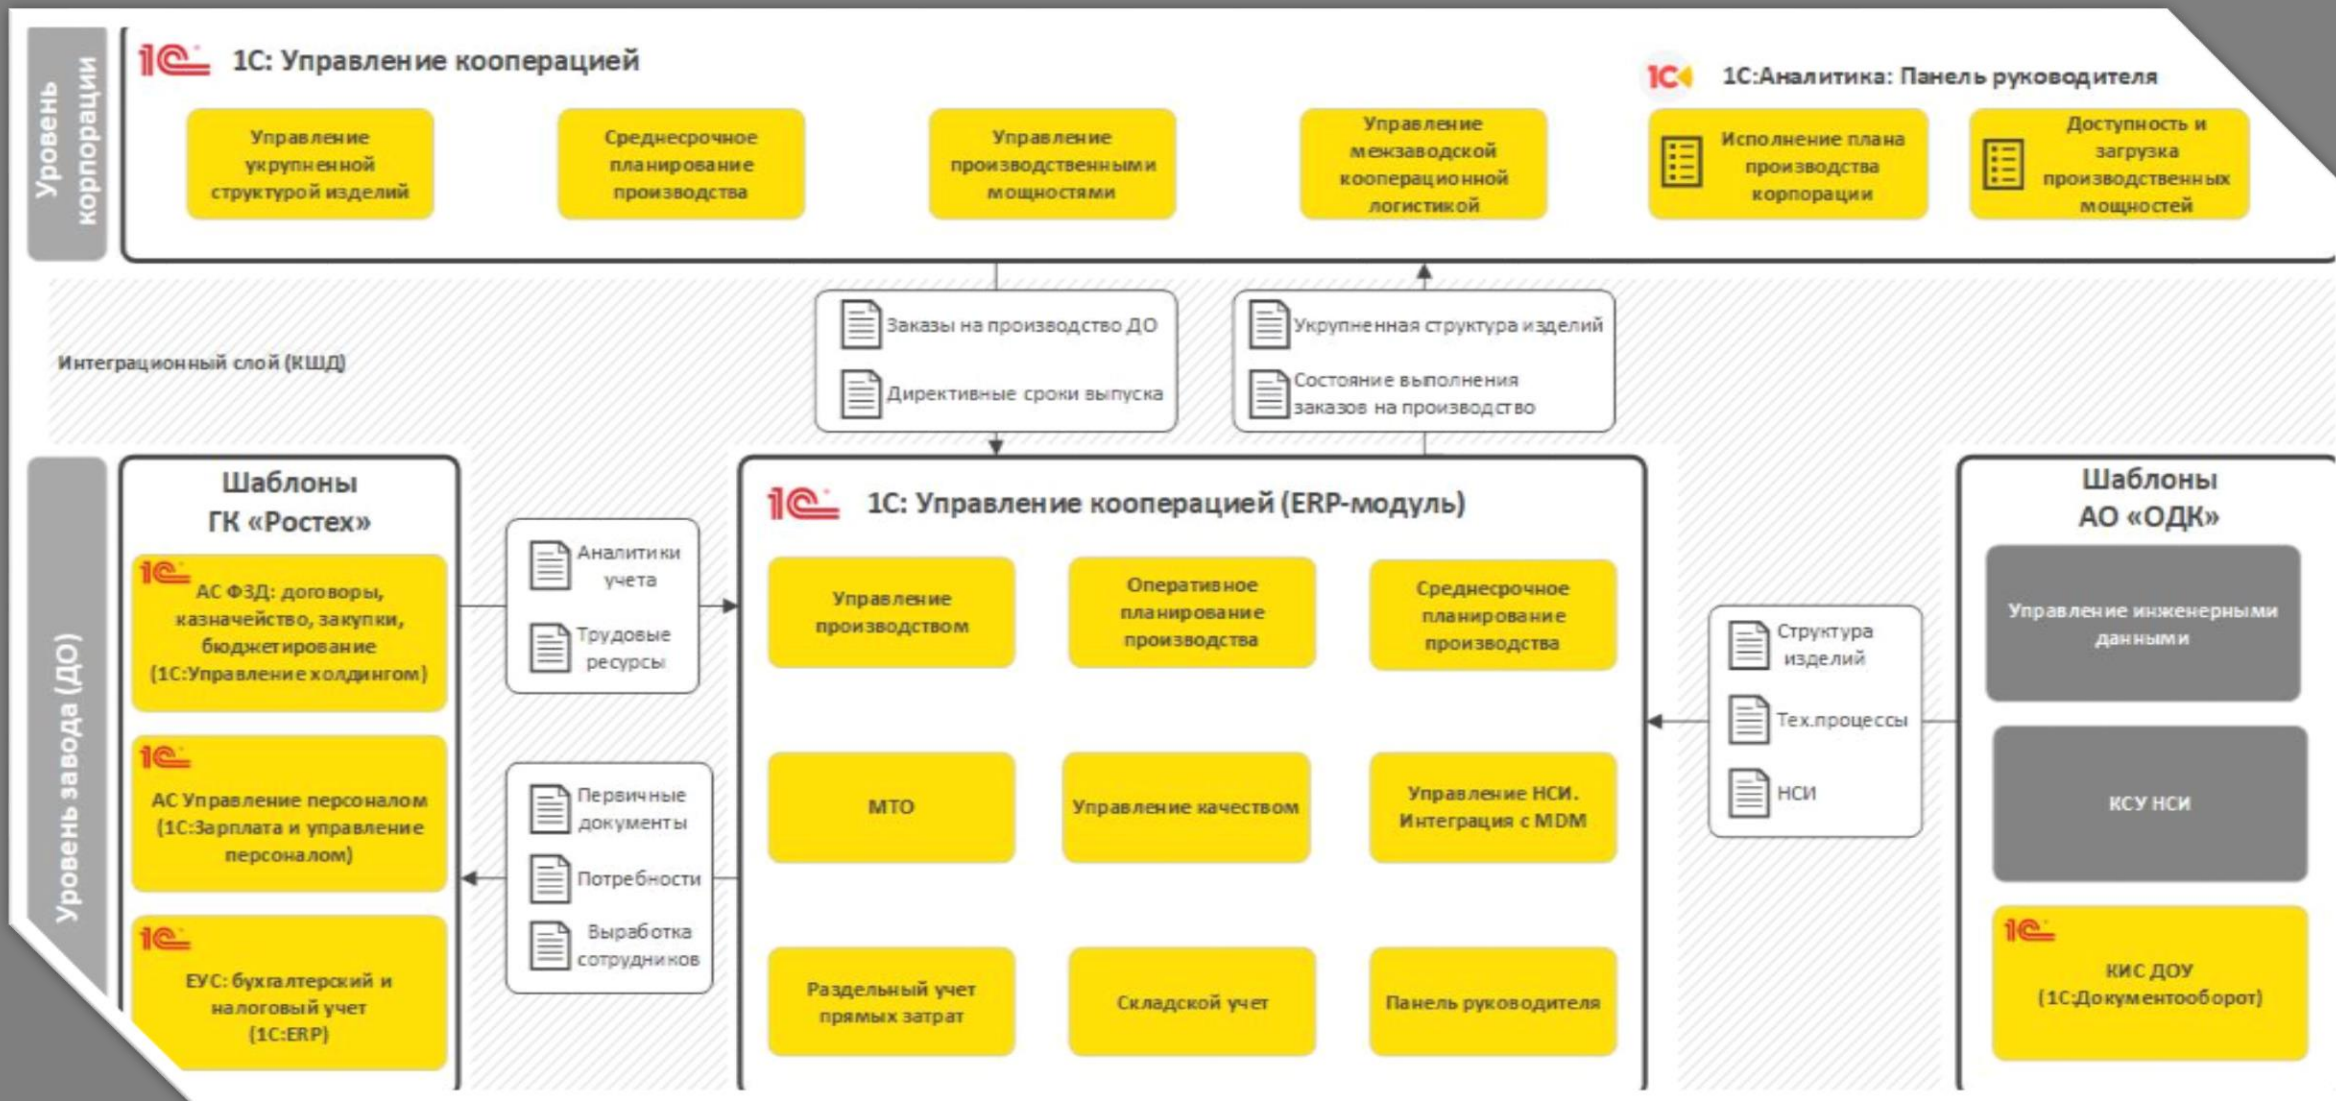 Уровень
корпорации
1С: Управление кооперацией
1С:Аналитика: Панель руководителя
Управление
укрупненной
структурой изделий
Среднесрочное
планирование
производства
Управление
производственными
мощностями
Управление
межзаводской
кооперационной
логистикой
Исполнение плана
производства
корпорации
Доступность и
загрузка
производственных
мощностей
Интеграционный слой (КШД)
Заказы на производство ДО
Директивные сроки выпуска
Укрупненная структура изделий
Состояние выполнения
заказов на производство
Уровень завода (ДО)
Шаблоны
ГК «Ростех»
АС ФЗД: договоры,
казначейство, закупки,
бюджетирование
(1С:Управление холдингом)
АС Управление персоналом
(1С:Зарплата и управление
персоналом)
ЕУС: бухгалтерский и
налоговый учет
(1С:ERP)
Аналитики
учета
Трудовые
ресурсы
Первичные
документы
Потребности
Выработка
сотрудников
1С: Управление кооперацией (ERP-модуль)
Управление
производством
Оперативное
планирование
производства
Среднесрочное
планирование
производства
МТО
Управление качеством
Управление НСИ.
Интеграция с MDM
Раздельный учет
прямых затрат
Складской учет
Панель руководителя
Структура
изделий
Тех.процессы
НСИ
Шаблоны
АО «ОДК»
Управление инженерными
данными
КСУ НСИ
КИС ДОУ
(1С:Документооборот)